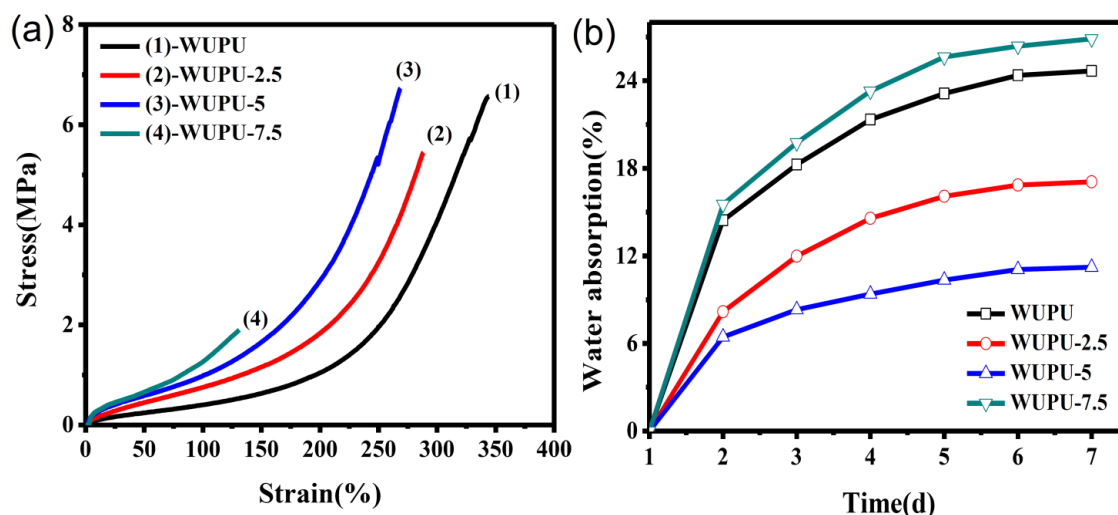 (a)
(1)-WUPU
(2)-WUPU-2.5
(3)-WUPU-5
(4)-WUPU-7.5
(3)
(1)
(2)
(4)
8
6
4
2
0
Stress(MPa)
0 50 100 150 200 250 300 350 400
Strain(%)
(b)
24
18
12
6
0
Water absorption(%)
WUPU
WUPU-2.5
WUPU-5
WUPU-7.5
1 2 3 4 5 6 7
Time(d)